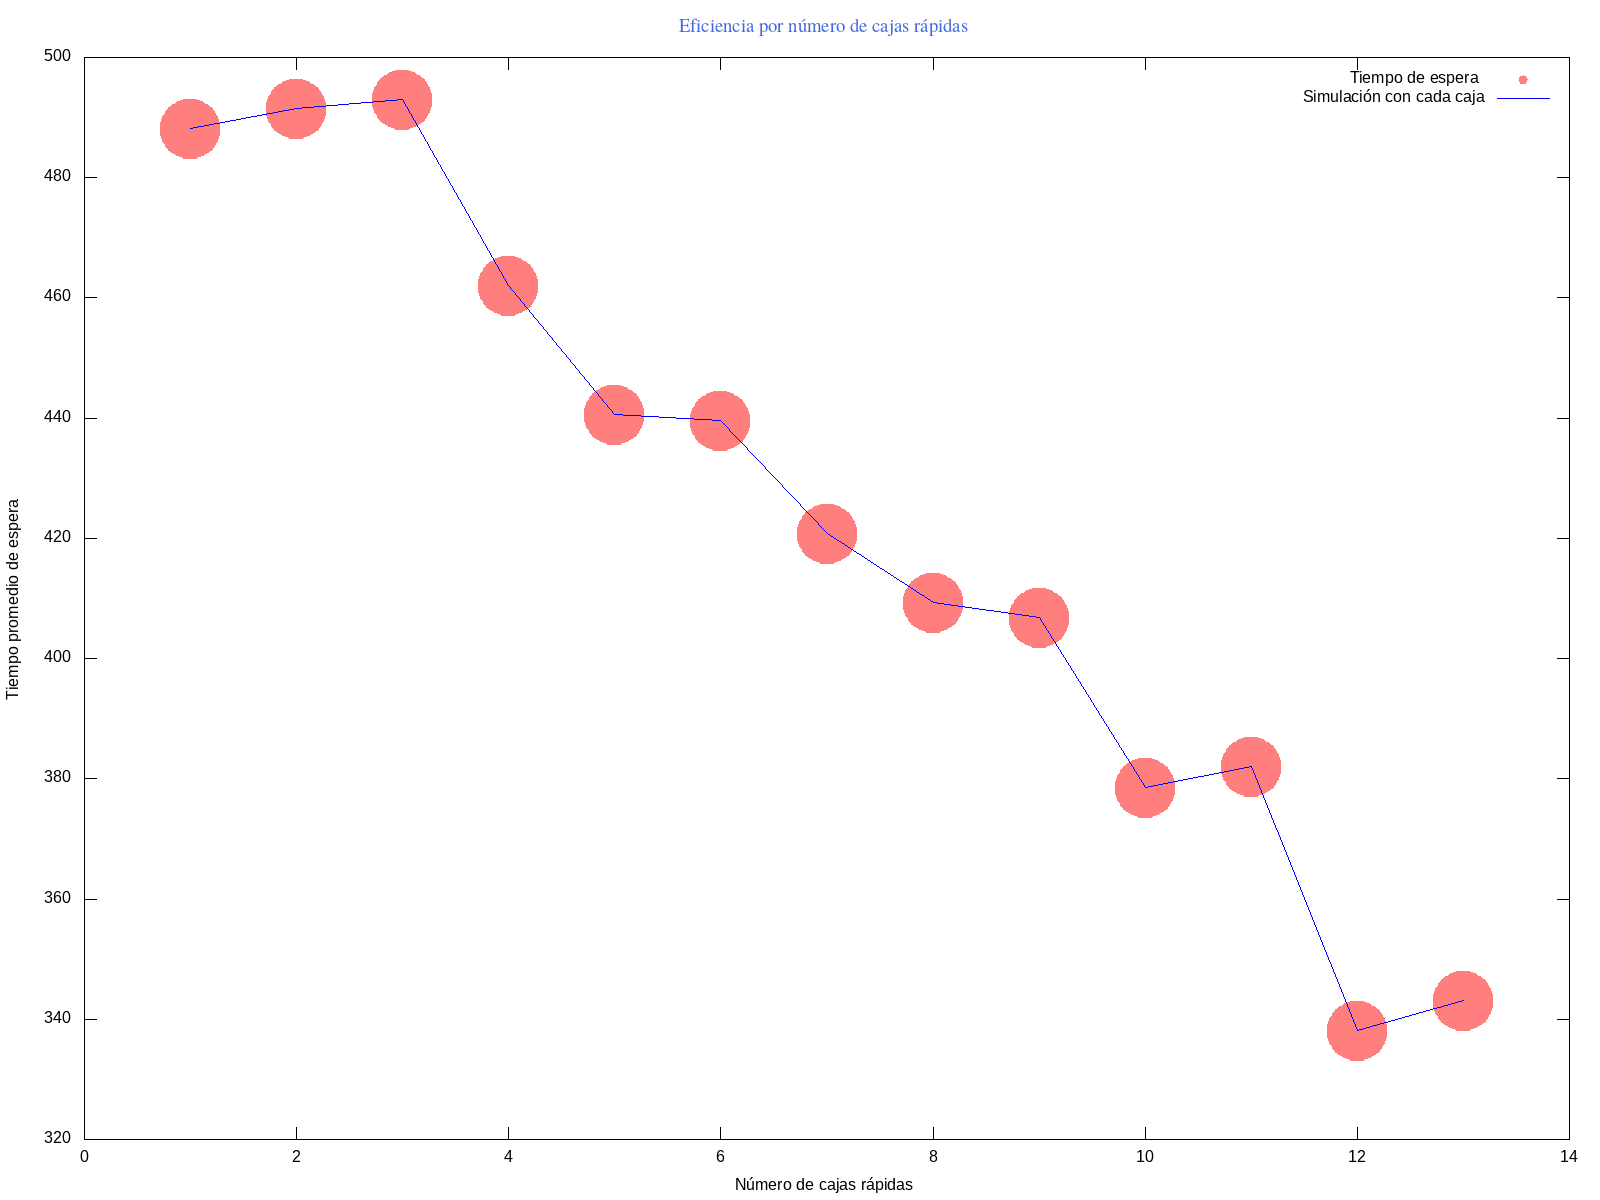 Eficiencia por número de cajas rápidas
Tiempo de espera
Simulación con cada caja
500
480
460
440
420
400
380
360
340
320
Tiempo promedio de espera
0 2 4 6 8 10 12 14
Número de cajas rápidas